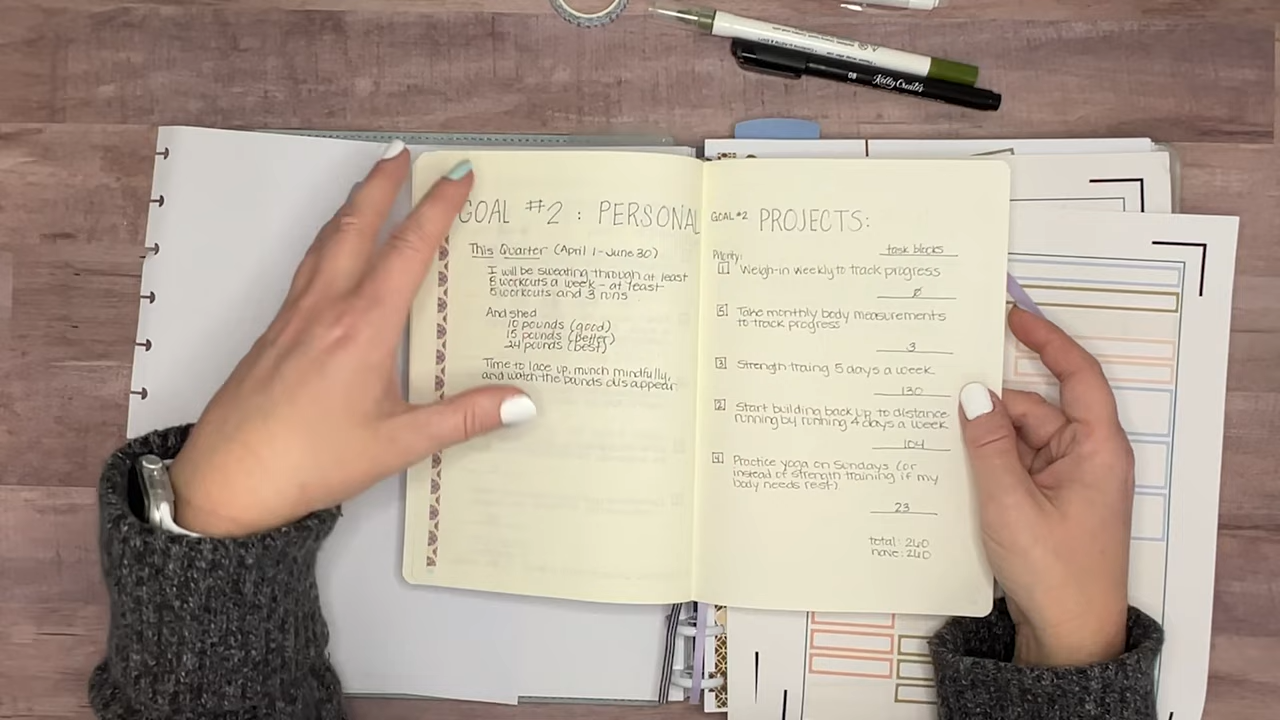 GOAL #2 : PERSONAL
This Quarter (April 1 - June 30)
I will be sweating through at least
8 workouts a week - at least
5 workouts and 3 runs
And shed
10 pounds (good)
15 pounds (better)
24 pounds (best)
Time to lace up, munch mindfully,
and watch the pounds disappear
GOAL #2 PROJECTS:
Priority:
task blocks
1 Weigh-in weekly to track progress
Ø
5 Take monthly body measurements
to track progress
3
3 Strength traing 5 days a week
130
2 Start building back up to distance
running by running 4 days a week
104
4 Practice yoga on Sundays (or
instead of strength training if my
body needs rest)
23
total: 260
have: 260
08 Kelly Creates